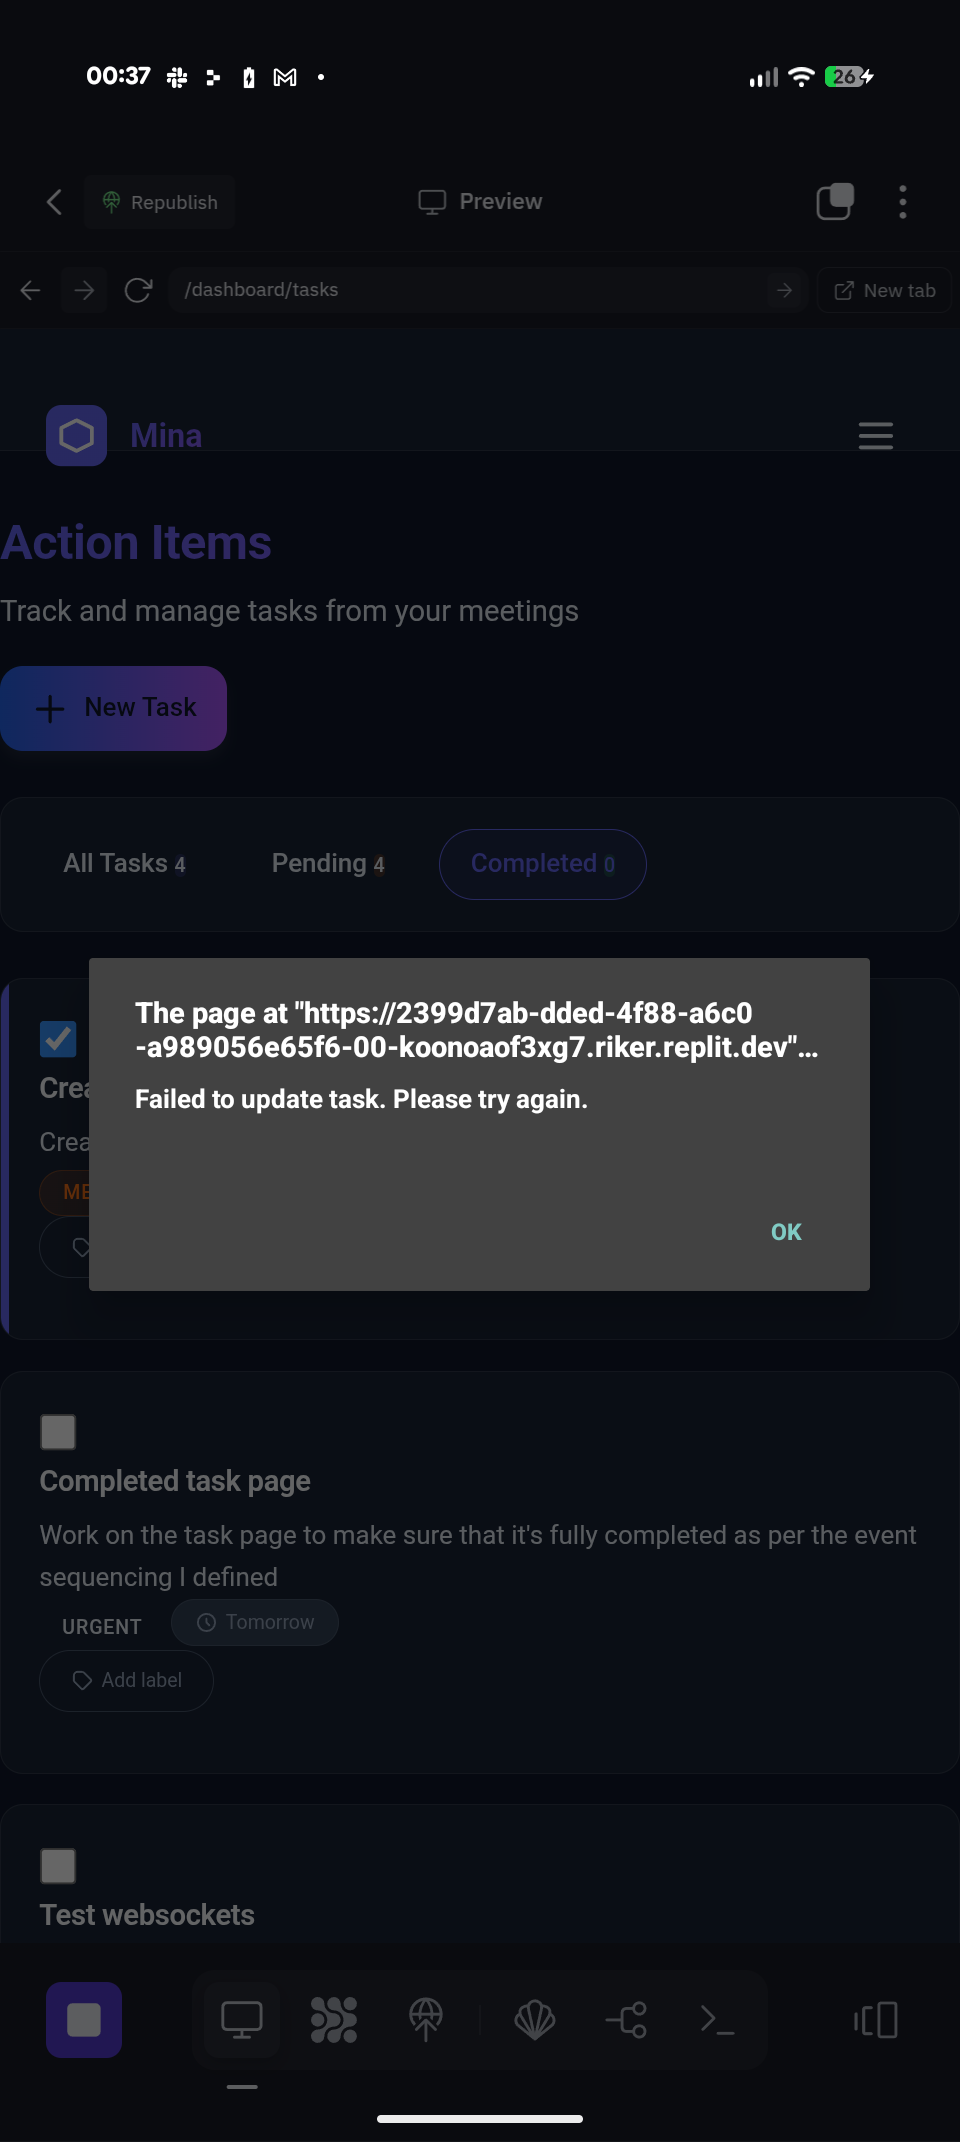 00:37
26
Republish
Preview
/dashboard/tasks
New tab
Mina
Action Items
Track and manage tasks from your meetings
New Task
All Tasks 4
Pending 4
Completed 0
The page at "https://2399d7ab-dded-4f88-a6c0
-a989056e65f6-00-koonoaof3xg7.riker.replit.dev"...
Failed to update task. Please try again.
OK
Crea
Crea
ME
Completed task page
Work on the task page to make sure that it's fully completed as per the event
sequencing I defined
URGENT
Tomorrow
Add label
Test websockets